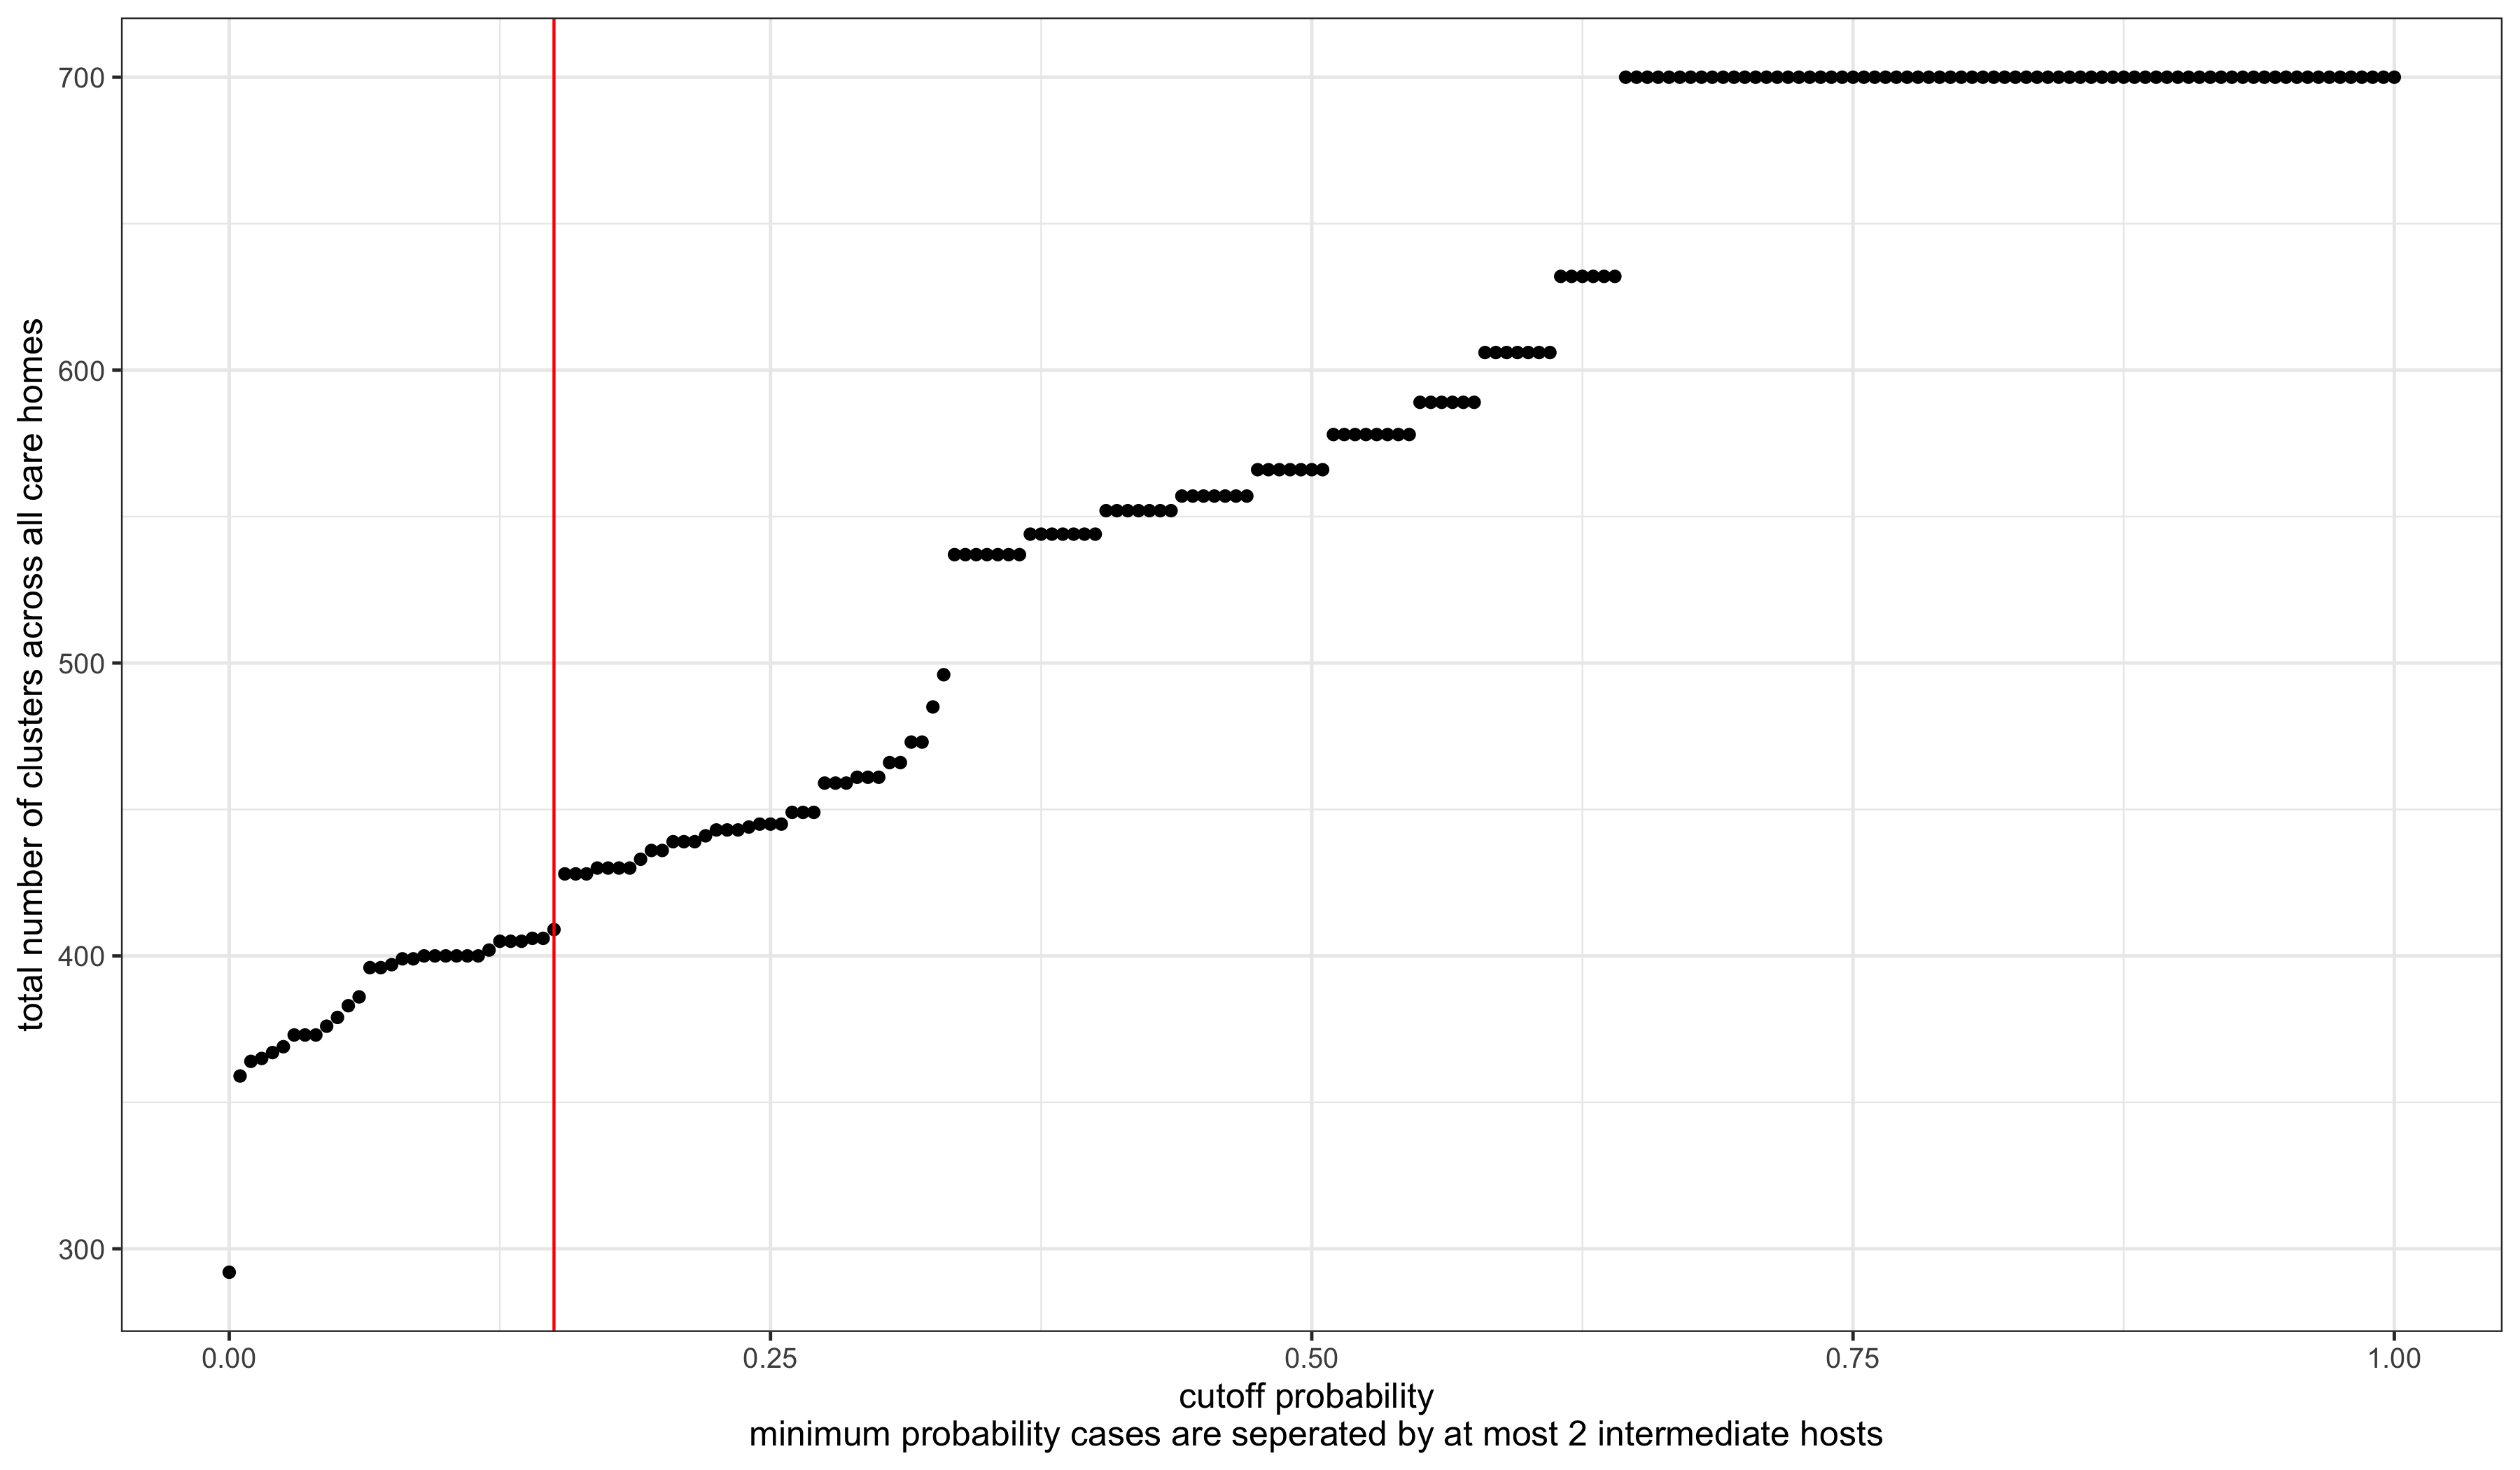 total number of clusters across all care homes
700
600
500
400
300
0.00 0.25 0.50 0.75 1.00
cutoff probability
minimum probability cases are seperated by at most 2 intermediate hosts